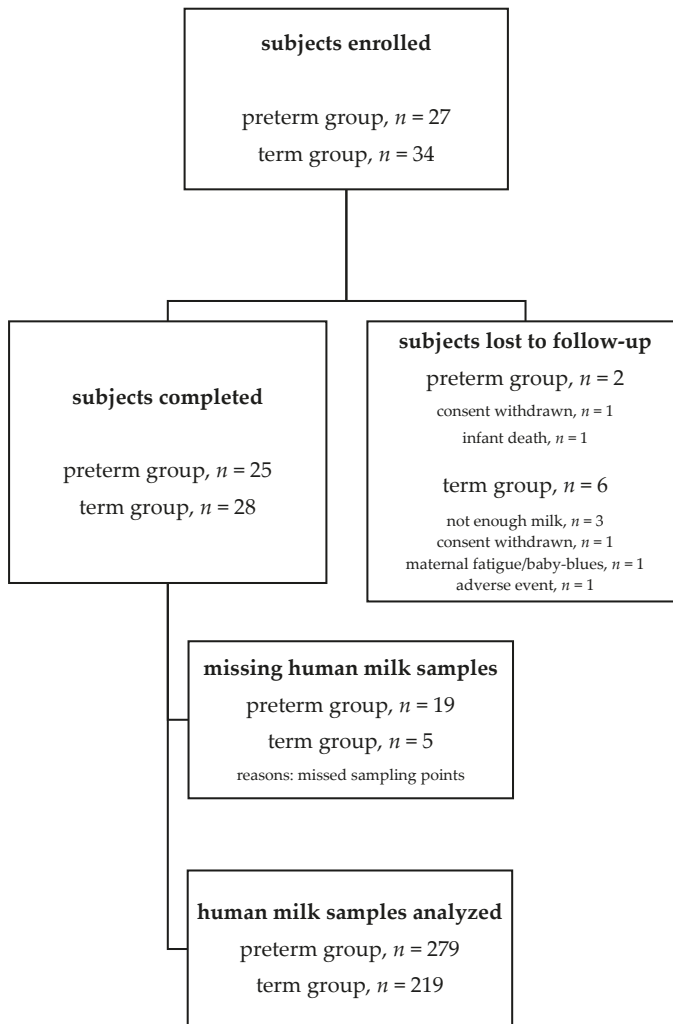 subjects enrolled
preterm group, n = 27
term group, n = 34
subjects completed
preterm group, n = 25
term group, n = 28
subjects lost to follow-up
preterm group, n = 2
consent withdrawn, n = 1
infant death, n = 1
term group, n = 6
not enough milk, n = 3
consent withdrawn, n = 1
maternal fatigue/baby-blues, n = 1
adverse event, n = 1
missing human milk samples
preterm group, n = 19
term group, n = 5
reasons: missed sampling points
human milk samples analyzed
preterm group, n = 279
term group, n = 219